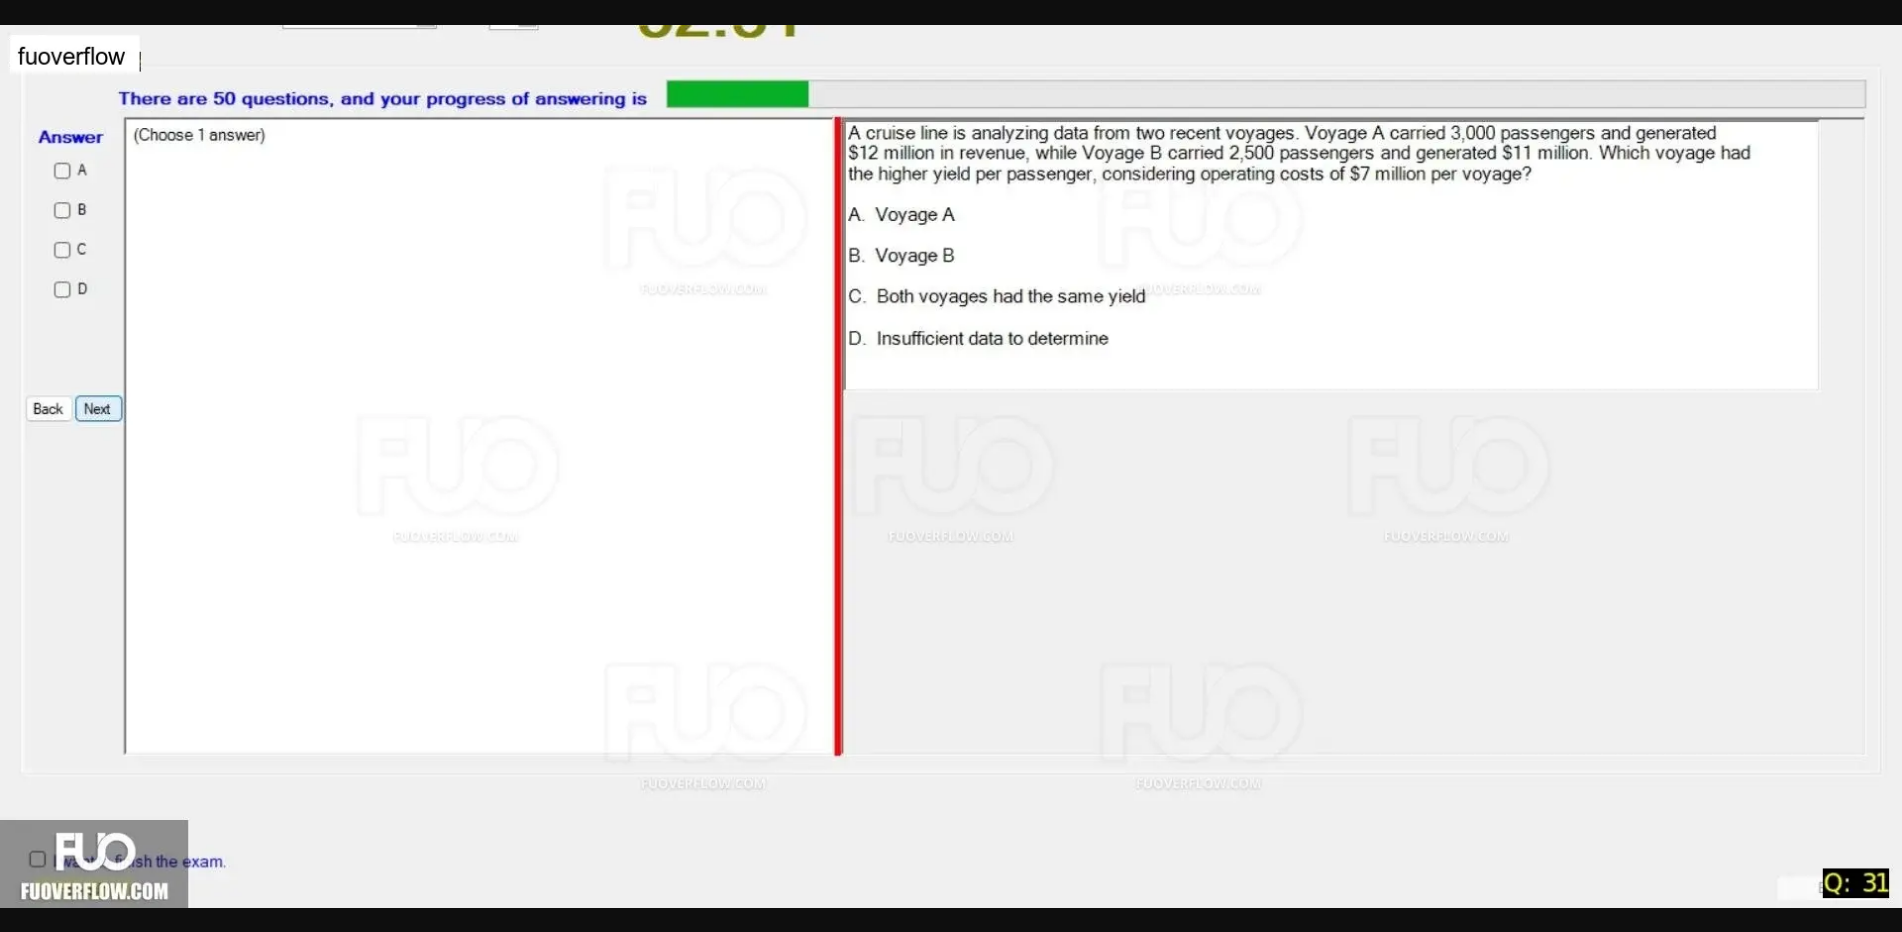 fuoverflow
There are 50 questions, and your progress of answering is
Answer
(Choose 1 answer)
A
B
C
D
Back Next
A cruise line is analyzing data from two recent voyages. Voyage A carried 3,000 passengers and generated
$12 million in revenue, while Voyage B carried 2,500 passengers and generated $11 million. Which voyage had
the higher yield per passenger, considering operating costs of $7 million per voyage?
A. Voyage A
B. Voyage B
C. Both voyages had the same yield
D. Insufficient data to determine
FUO
FUOVERFLOW.COM
FUO
FUOVERFLOW.COM
FUO
FUOVERFLOW.COM
FUO
FUOVERFLOW.COM
FUO
FUOVERFLOW.COM
FUO
FUOVERFLOW.COM
FUO
FUOVERFLOW.COM
the exam.
FUO
FUOVERFLOW.COM
Q: 31